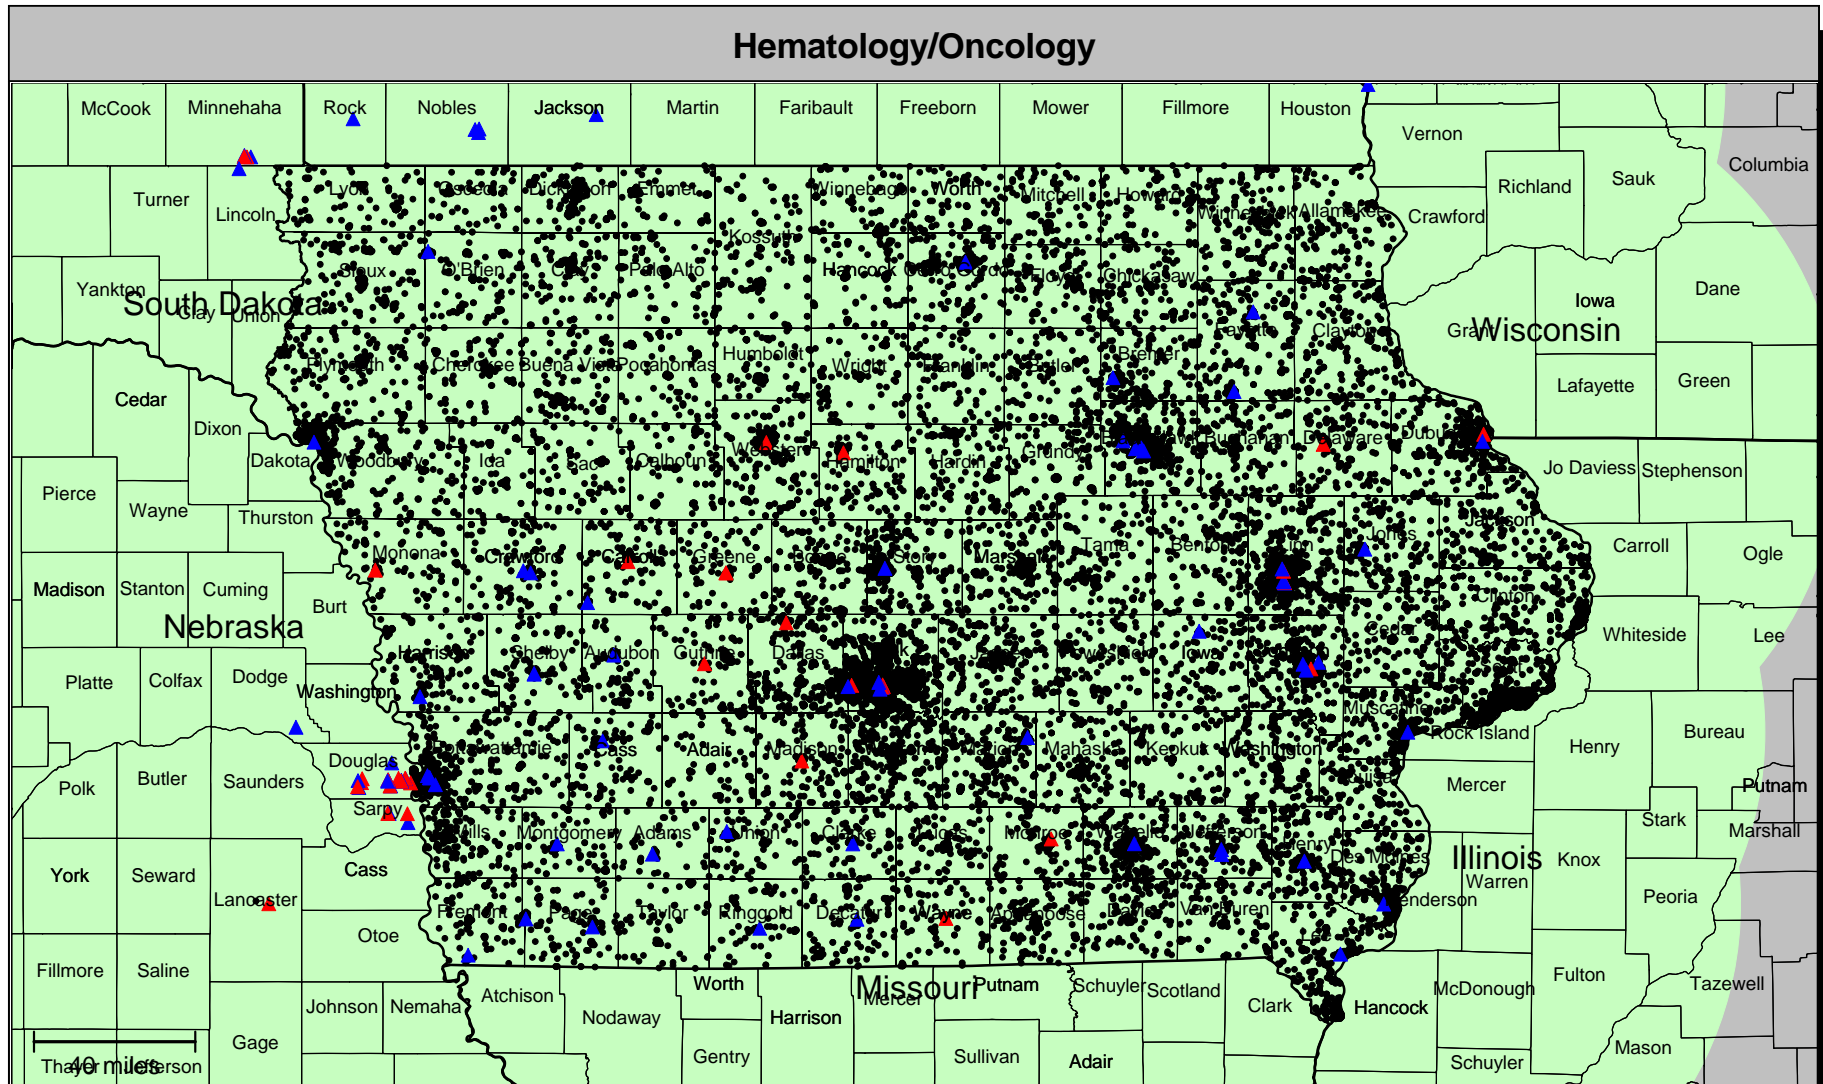 Hematology/Oncology
McCook
Minnehaha
Rock
Nobles
Jackson
Martin
Faribault
Freeborn
Mower
Fillmore
Houston
Vernon
Columbia
Turner
Lincoln
Lyon
Osceola
Dickinson
Emmet
Winnebago
Worth
Mitchell
Howard
Winneshiek
Allamakee
Crawford
Richland
Sauk
Kossuth
Yankton
Clay
Union
South Dakota
Sioux
O'Brien
Clay
Palo Alto
Hancock
Cerro Gordo
Floyd
Chickasaw
Fayette
Clayton
Grant
Iowa
Dane
Wisconsin
Plymouth
Cherokee
Buena Vista
Pocahontas
Humboldt
Wright
Franklin
Butler
Bremer
Lafayette
Green
Cedar
Dixon
Dakota
Woodbury
Ida
Sac
Calhoun
Webster
Hamilton
Hardin
Grundy
Black Hawk
Buchanan
Delaware
Dubuque
Jo Daviess
Stephenson
Pierce
Wayne
Thurston
Monona
Crawford
Carroll
Greene
Boone
Story
Marshall
Tama
Benton
Linn
Jones
Jackson
Carroll
Ogle
Madison
Stanton
Cuming
Burt
Clinton
Nebraska
Whiteside
Lee
Harrison
Shelby
Audubon
Guthrie
Dallas
Polk
Jasper
Poweshiek
Iowa
Johnson
Cedar
Scott
Platte
Colfax
Dodge
Washington
Muscatine
Rock Island
Henry
Bureau
Putnam
Douglas
Pottawattamie
Cass
Adair
Madison
Warren
Marion
Mahaska
Keokuk
Washington
Louisa
Mercer
Polk
Butler
Saunders
Sarpy
Stark
Marshall
Mills
Montgomery
Adams
Union
Clarke
Lucas
Monroe
Wapello
Jefferson
Henry
Des Moines
Illinois
Knox
Warren
Peoria
York
Seward
Cass
Lancaster
Henderson
Fremont
Page
Taylor
Ringgold
Decatur
Wayne
Appanoose
Davis
Van Buren
Lee
Otoe
Fillmore
Saline
Fulton
Tazewell
Johnson
Nemaha
Atchison
Nodaway
Worth
Harrison
Mercer
Missouri
Putnam
Schuyler
Scotland
Clark
Hancock
McDonough
Gage
Gentry
Sullivan
Adair
Schuyler
Mason
Thayer
Jefferson
40 miles